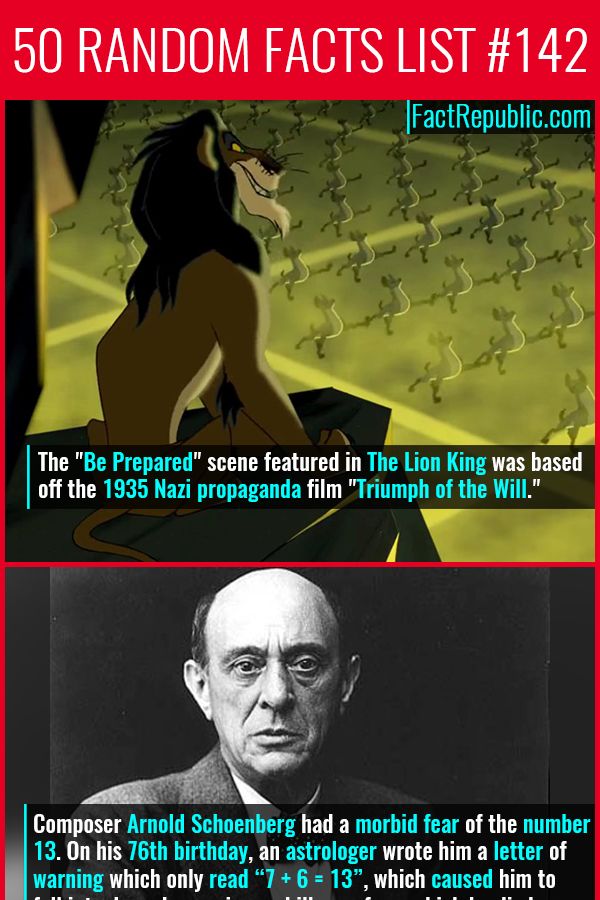 50 RANDOM FACTS LIST #142
FactRepublic.com
The "Be Prepared" scene featured in The Lion King was based
off the 1935 Nazi propaganda film "Triumph of the Will."
Composer Arnold Schoenberg had a morbid fear of the number
13. On his 76th birthday, an astrologer wrote him a letter of
warning which only read “7 + 6 = 13”, which caused him to